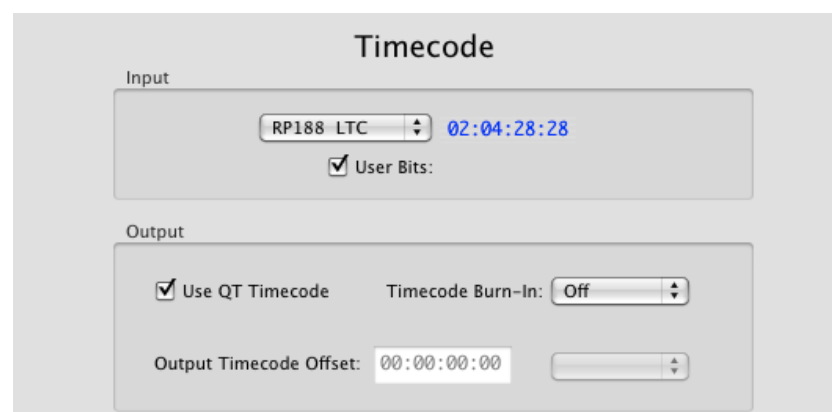 Timecode
Input
RP188 LTC 02:04:28:28
User Bits:
Output
Use QT Timecode Timecode Burn-In: Off
Output Timecode Offset: 00:00:00:00